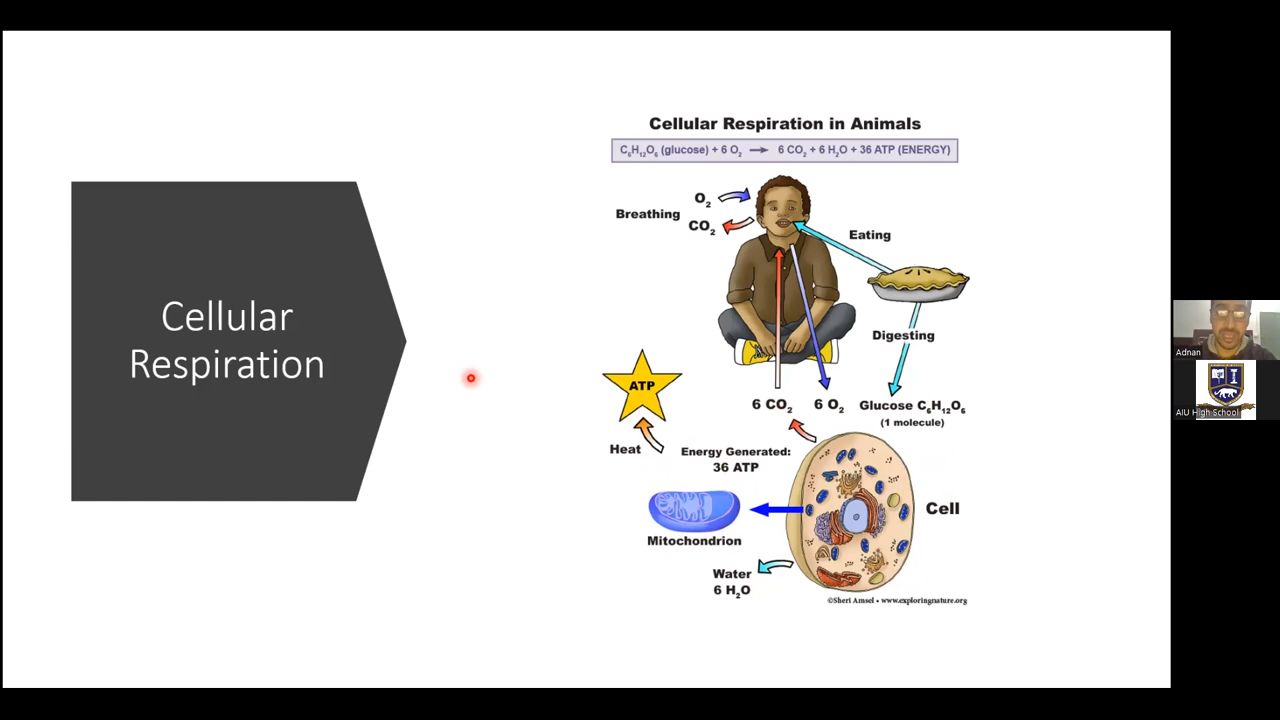 Cellular
Respiration
Cellular Respiration in Animals
C₆H₁₂O₆ (glucose) + 6 O₂ → 6 CO₂ + 6 H₂O + 36 ATP (ENERGY)
O₂
Breathing
CO₂
Eating
Digesting
ATP
6 CO₂
6 O₂
Glucose C₆H₁₂O₆
(1 molecule)
Heat
Energy Generated:
36 ATP
Cell
Mitochondrion
Water
6 H₂O
©Sheri Amsel • www.exploringnature.org
Adnan
AIU High School